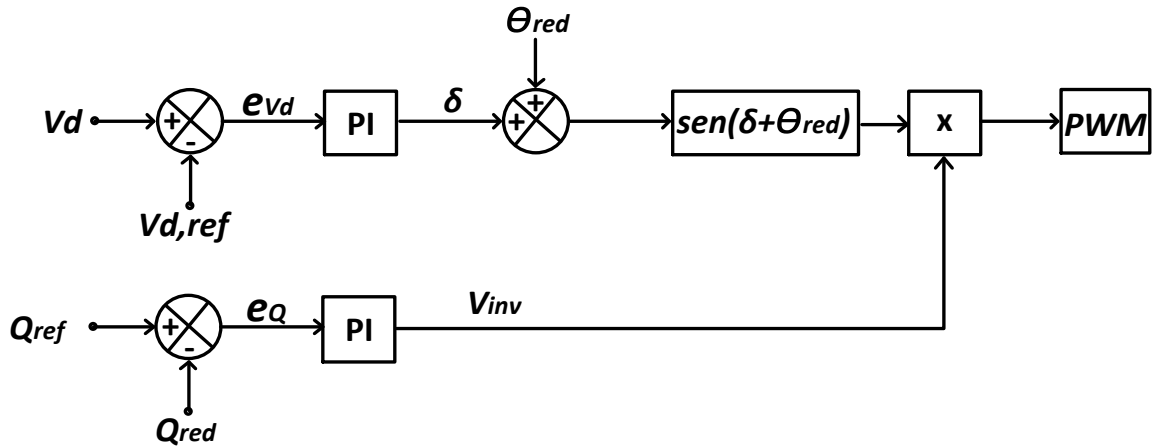 Θred
Vd + - eVd PI δ + + sen(δ+Θred) x PWM
Vd,ref
Qref + - eQ PI Vinv
Qred